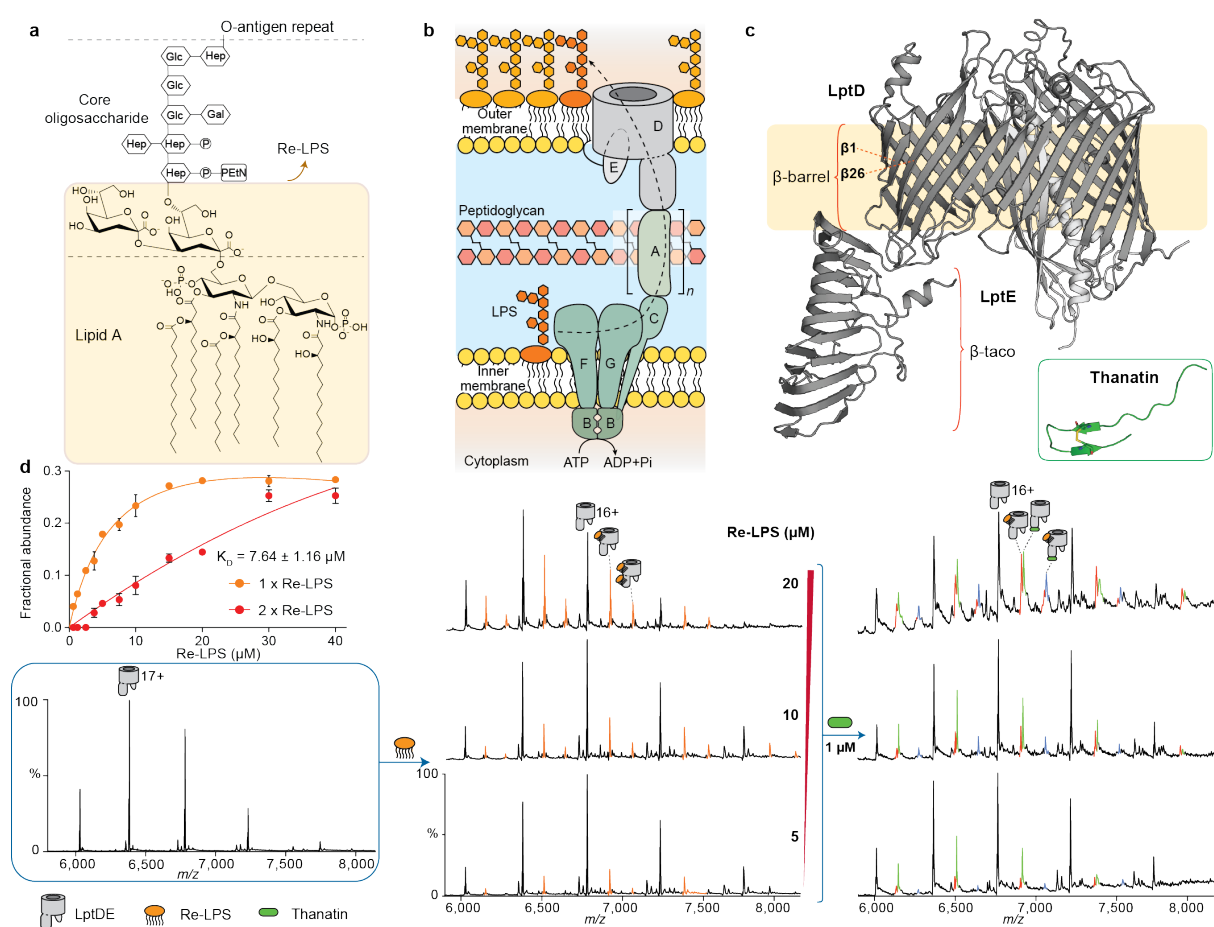 a
O-antigen repeat
Glc
Hep
Glc
Core
oligosaccharide
Glc
Gal
Hep
Hep
P
Hep
P
PEtN
Re-LPS
Lipid A
b
Outer
membrane
D
E
Peptidoglycan
A
n
LPS
C
F
G
Inner
membrane
B
B
Cytoplasm
ATP
ADP+Pi
c
LptD
β-barrel
β1
β26
LptE
β-taco
Thanatin
d
Fractional abundance
0.3
0.2
0.1
0.0
K_D = 7.64 ± 1.16 µM
1 x Re-LPS
2 x Re-LPS
0
10
20
30
40
Re-LPS (µM)
17+
100
%
0
6,000
6,500
7,000
7,500
8,000
m/z
16+
Re-LPS (µM)
20
10
5
100
%
0
6,000
6,500
7,000
7,500
8,000
m/z
1 µM
16+
6,000
6,500
7,000
7,500
8,000
m/z
LptDE
Re-LPS
Thanatin